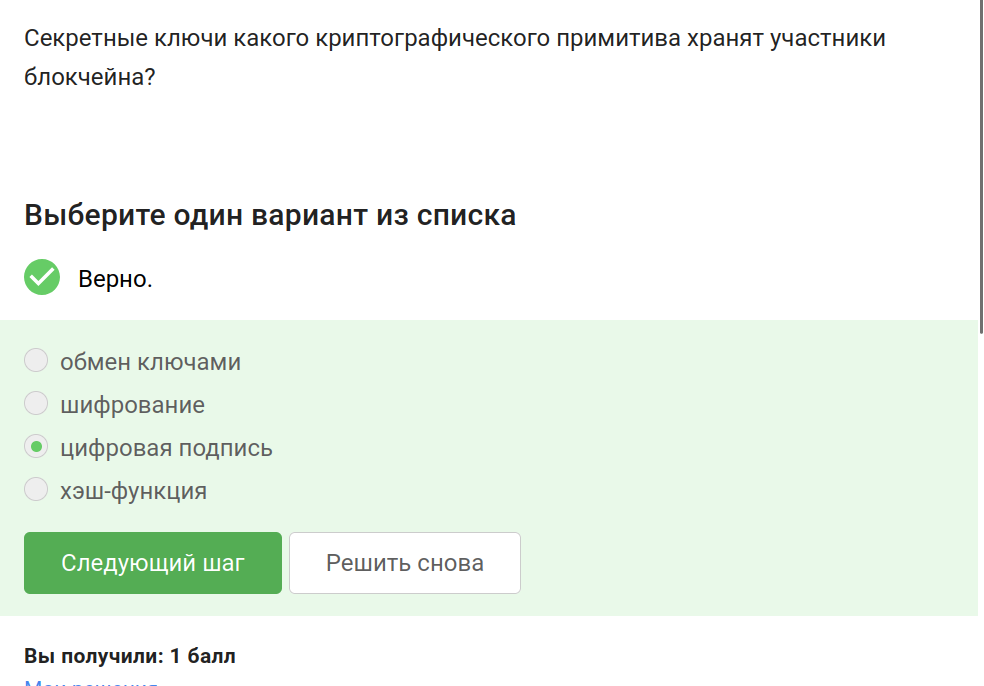 Секретные ключи какого криптографического примитива хранят участники
блокчейна?
Выберите один вариант из списка
Верно.
обмен ключами
шифрование
цифровая подпись
хэш-функция
Следующий шаг
Решить снова
Вы получили: 1 балл